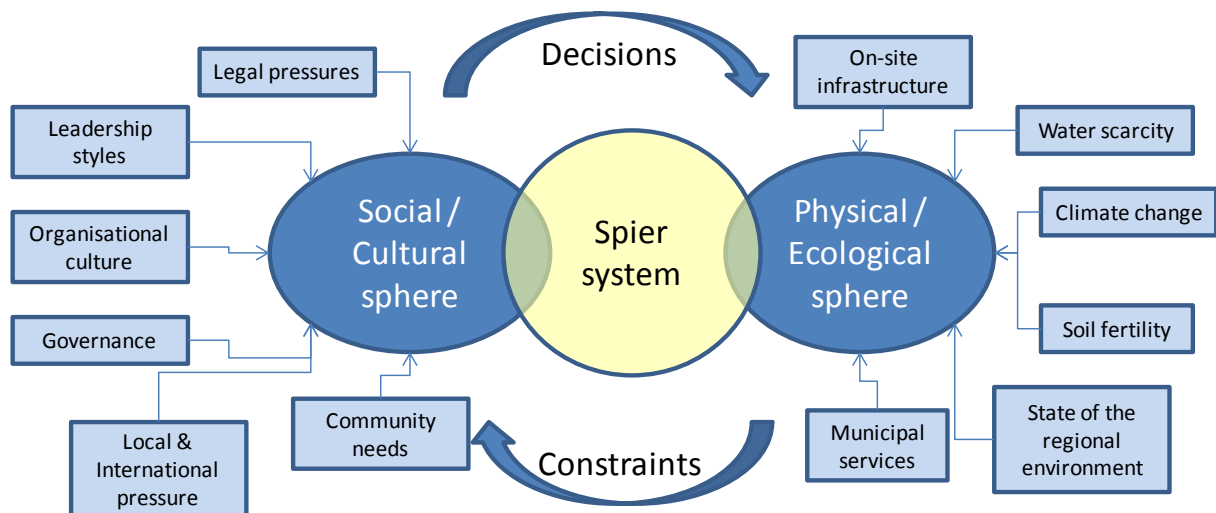 Decisions
Legal pressures
On-site
infrastructure
Leadership
styles
Water scarcity
Social /
Cultural
sphere
Spier
system
Physical /
Ecological
sphere
Organisational
culture
Climate change
Governance
Soil fertility
Local &
International
pressure
Community
needs
Constraints
Municipal
services
State of the
regional
environment